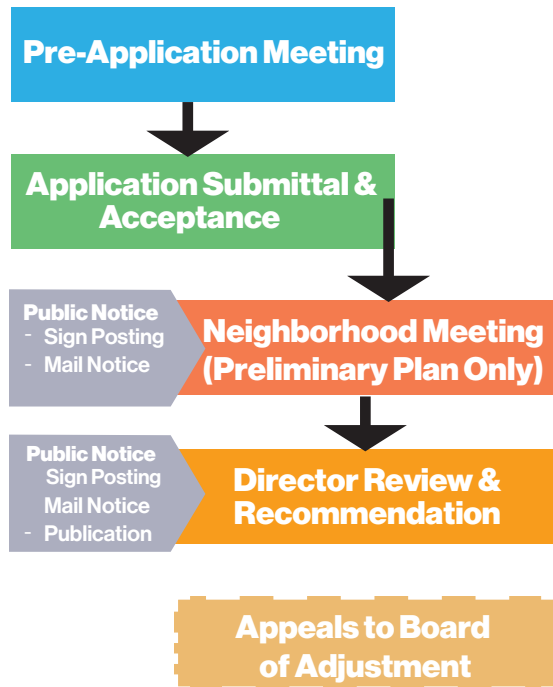 Pre-Application Meeting
Application Submittal &
Acceptance
Public Notice
- Sign Posting
- Mail Notice
Neighborhood Meeting
(Preliminary Plan Only)
Public Notice
Sign Posting
Mail Notice
- Publication
Director Review &
Recommendation
Appeals to Board
of Adjustment